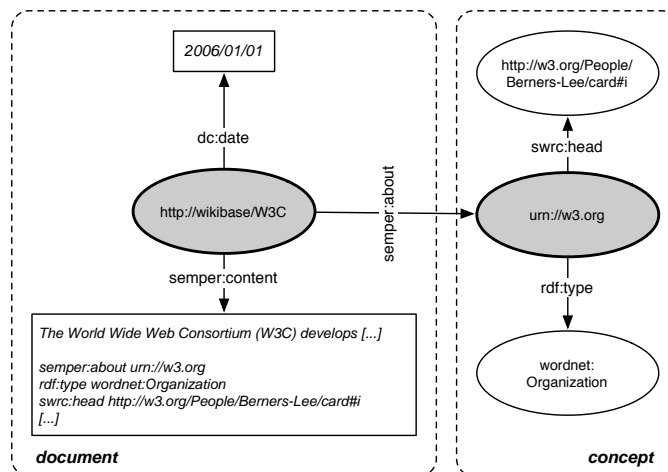 2006/01/01
dc:date
http://wikibase/W3C
semper:content
The World Wide Web Consortium (W3C) develops [...]
semper:about urn://w3.org
rdf:type wordnet:Organization
swrc:head http://w3.org/People/Berners-Lee/card#i
[...]
document
semper:about
http://w3.org/People/
Berners-Lee/card#i
swrc:head
urn://w3.org
rdf:type
wordnet:
Organization
concept